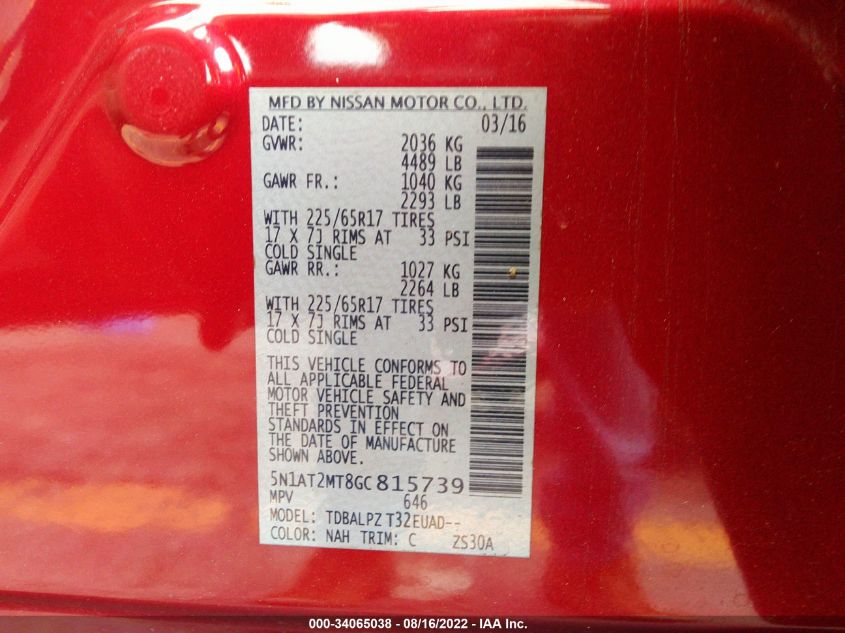 MFD BY NISSAN MOTOR CO., LTD.
DATE: 03/16
GVWR: 2036 KG
4489 LB
GAWR FR.: 1040 KG
2293 LB
WITH 225/65R17 TIRES
17 X 7J RIMS AT 33 PSI
COLD SINGLE
GAWR RR.: 1027 KG
2264 LB
WITH 225/65R17 TIRES
17 X 7J RIMS AT 33 PSI
COLD SINGLE
THIS VEHICLE CONFORMS TO
ALL APPLICABLE FEDERAL
MOTOR VEHICLE SAFETY AND
THEFT PREVENTION
STANDARDS IN EFFECT ON
THE DATE OF MANUFACTURE
SHOWN ABOVE.
5N1AT2MT8GC815739
MPV 646
MODEL: TDBALPZ T32EUAD--
COLOR: NAH TRIM: C ZS30A
000-34065038 - 08/16/2022 - IAA Inc.